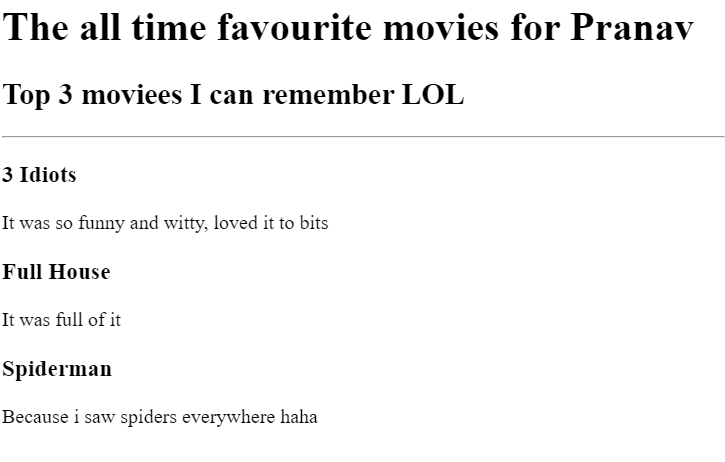 The all time favourite movies for Pranav
Top 3 moviees I can remember LOL
3 Idiots
It was so funny and witty, loved it to bits
Full House
It was full of it
Spiderman
Because i saw spiders everywhere haha